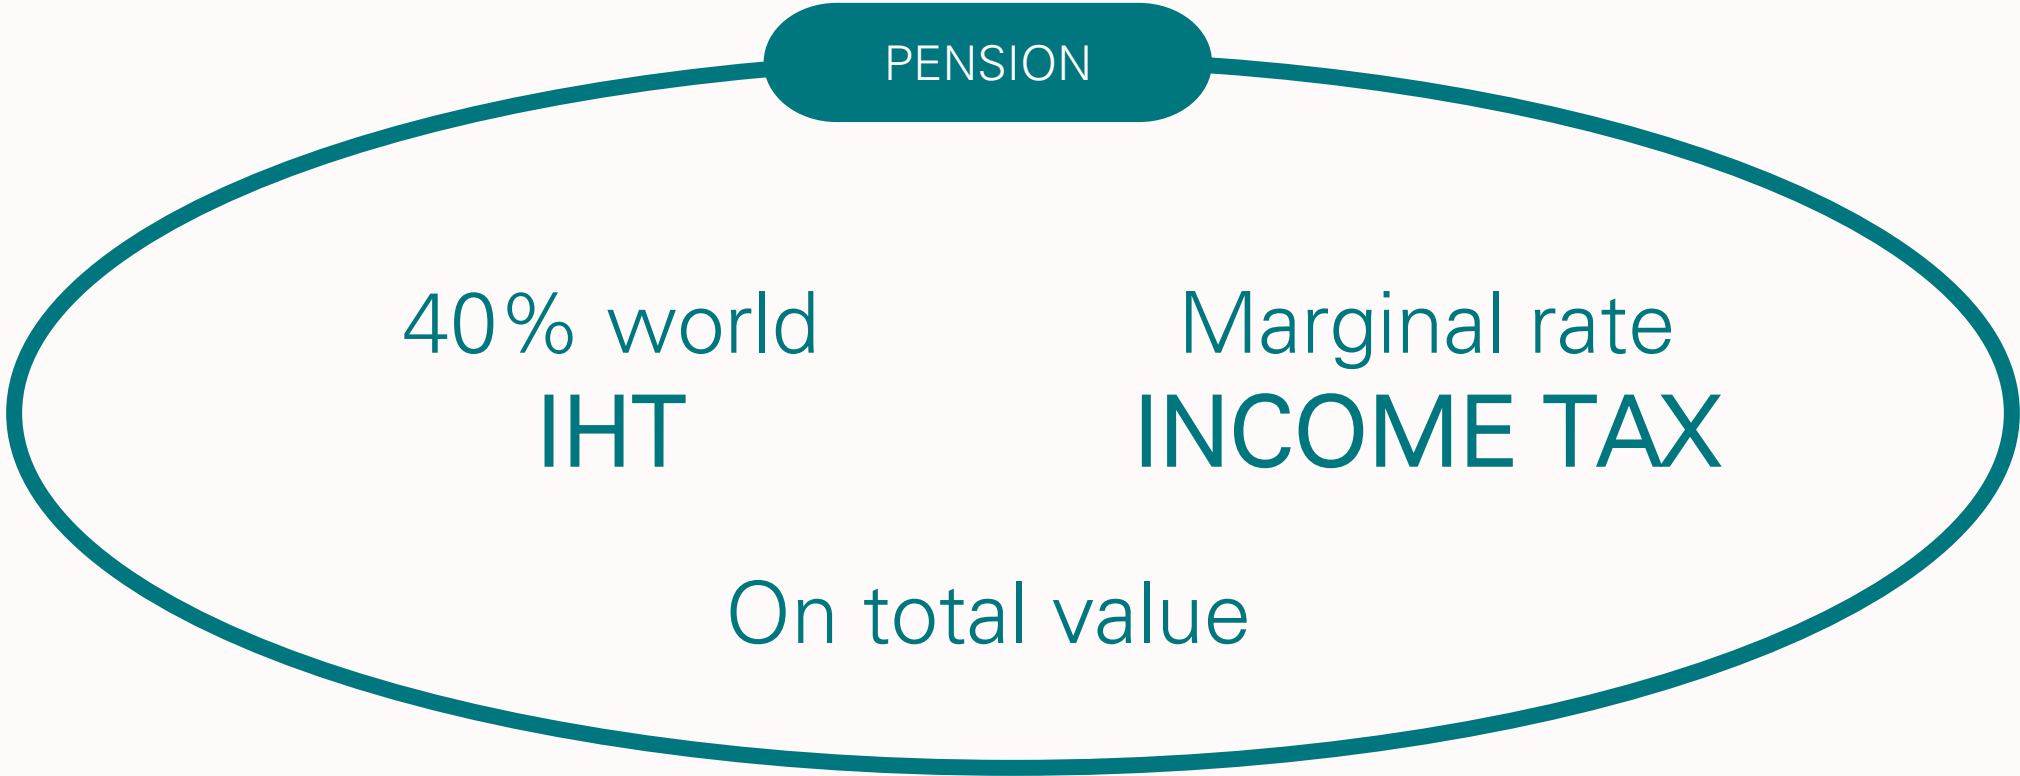 PENSION
40% world
IHT
Marginal rate
INCOME TAX
On total value